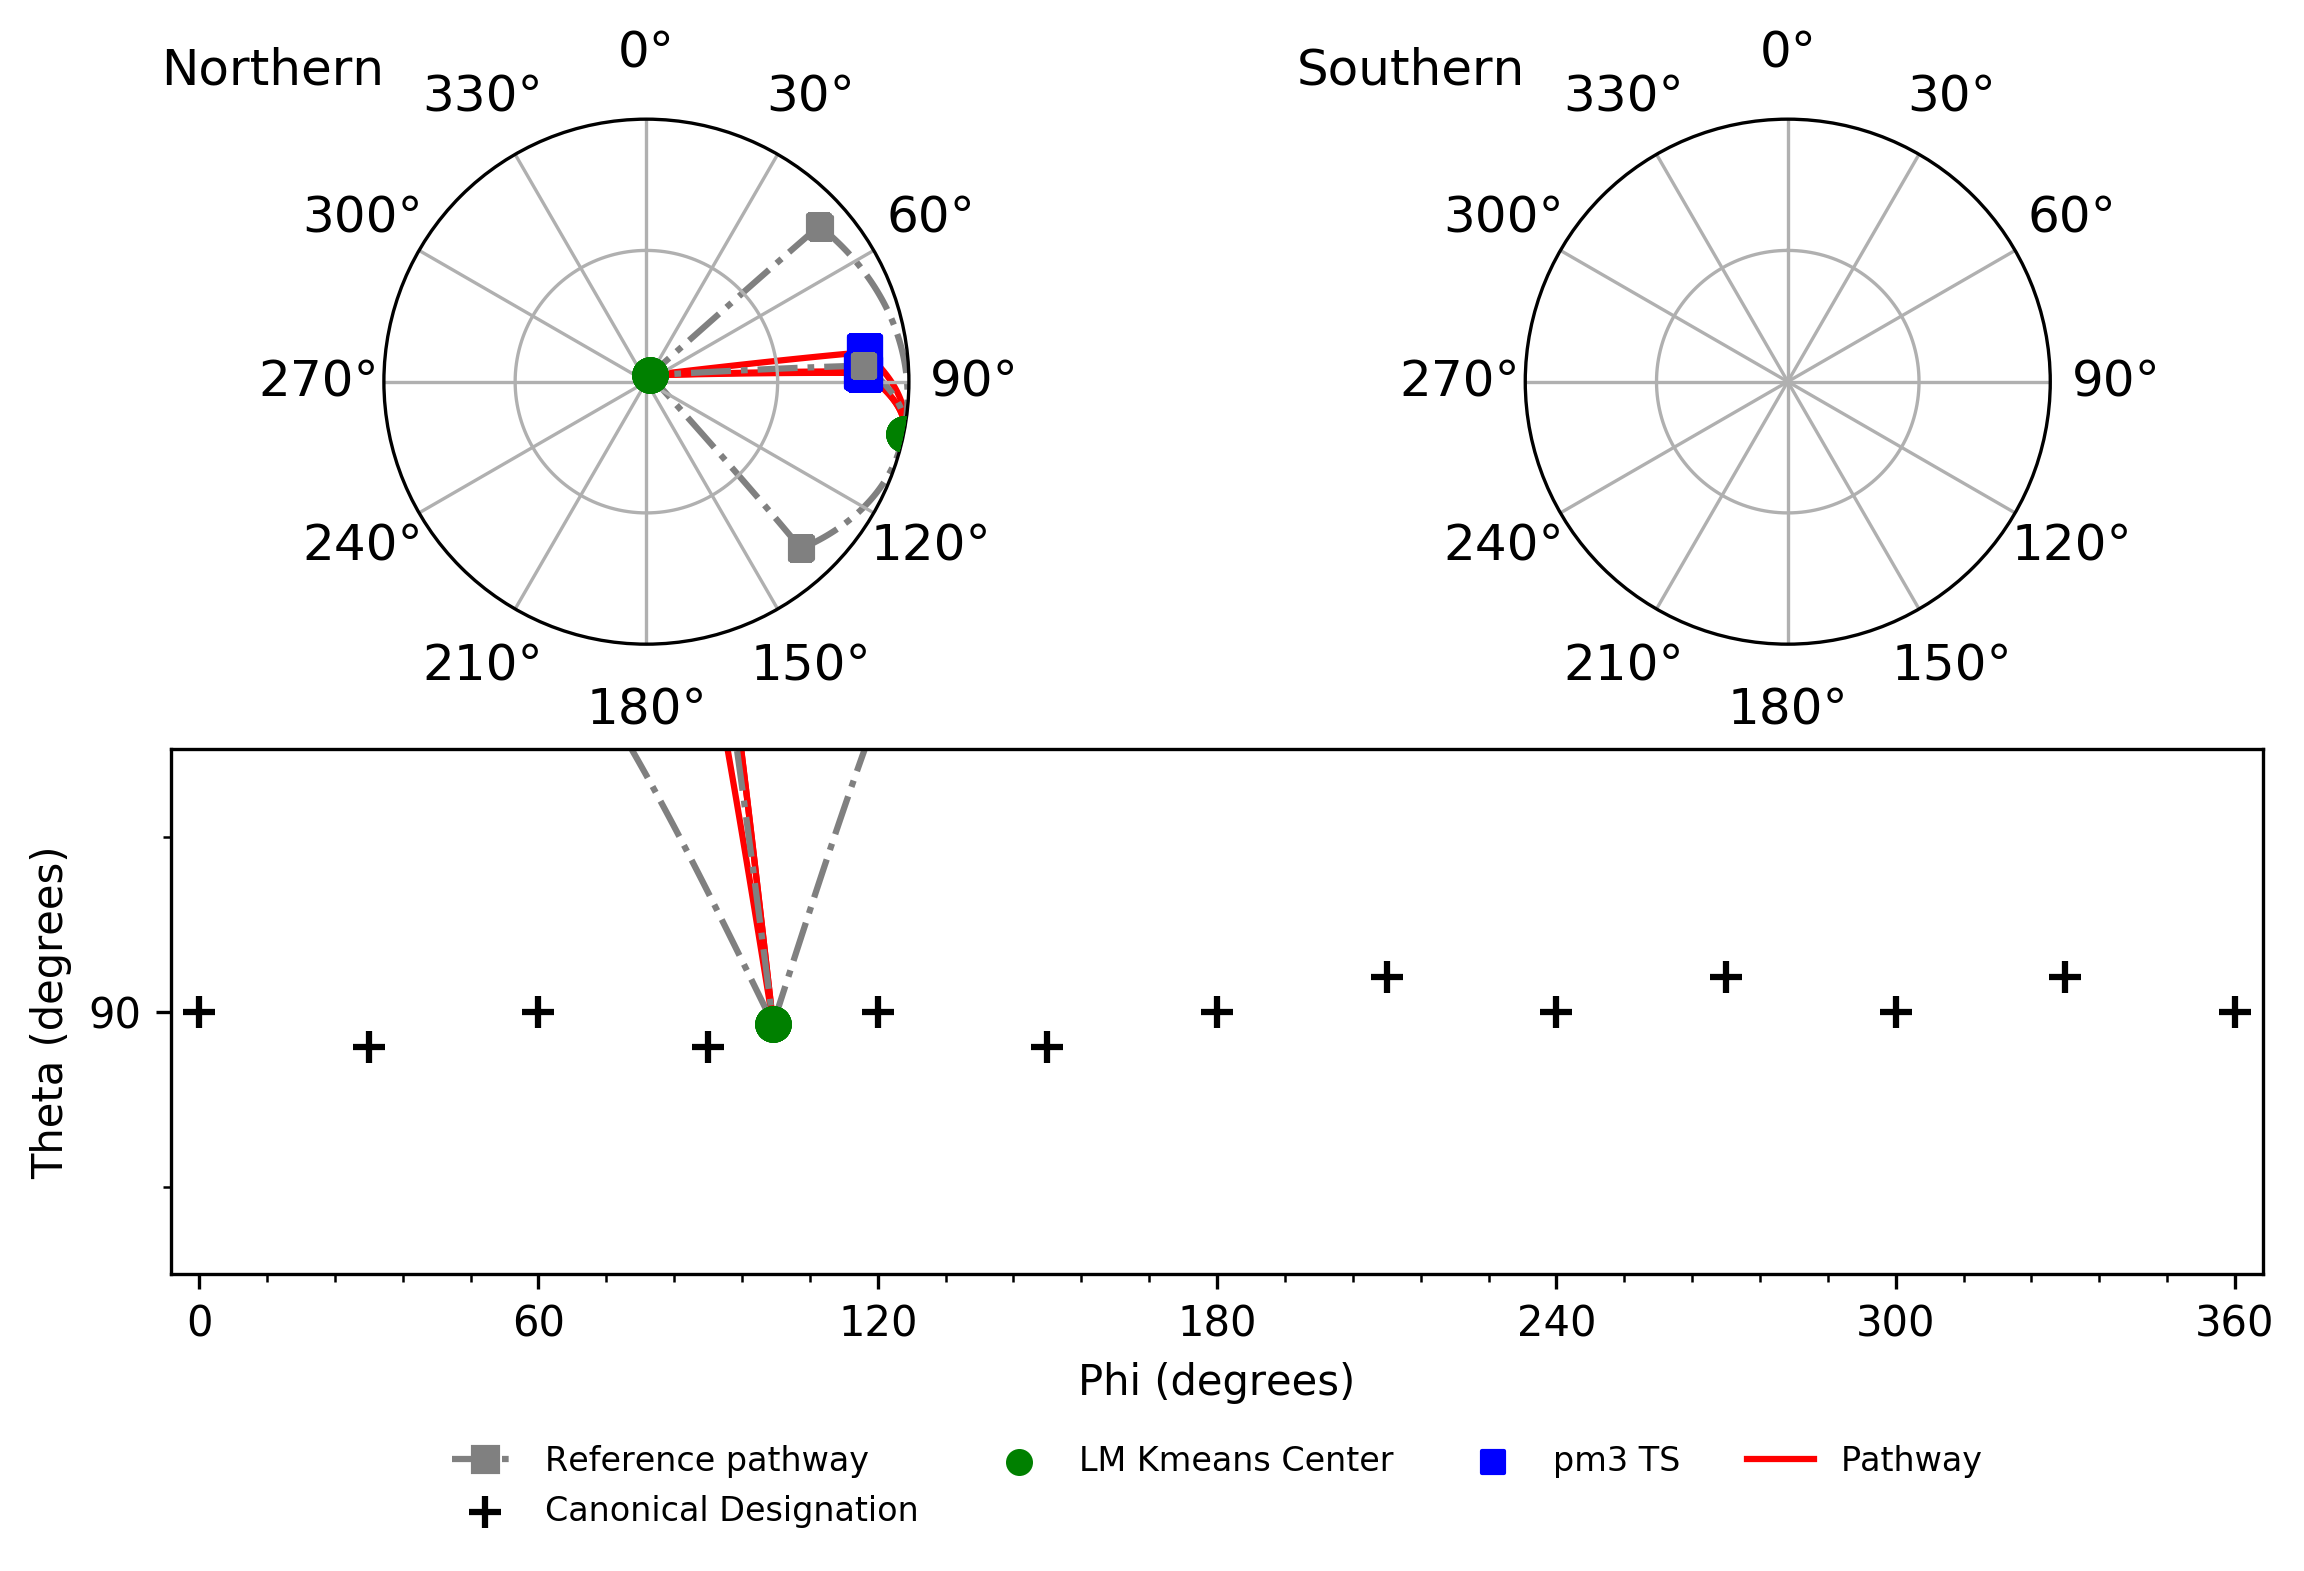 Northern
0°
30°
60°
90°
120°
150°
180°
210°
240°
270°
300°
330°
Southern
0°
30°
60°
90°
120°
150°
180°
210°
240°
270°
300°
330°
Theta (degrees)
90
0 60 120 180 240 300 360
Phi (degrees)
Reference pathway
Canonical Designation
LM Kmeans Center
pm3 TS
Pathway